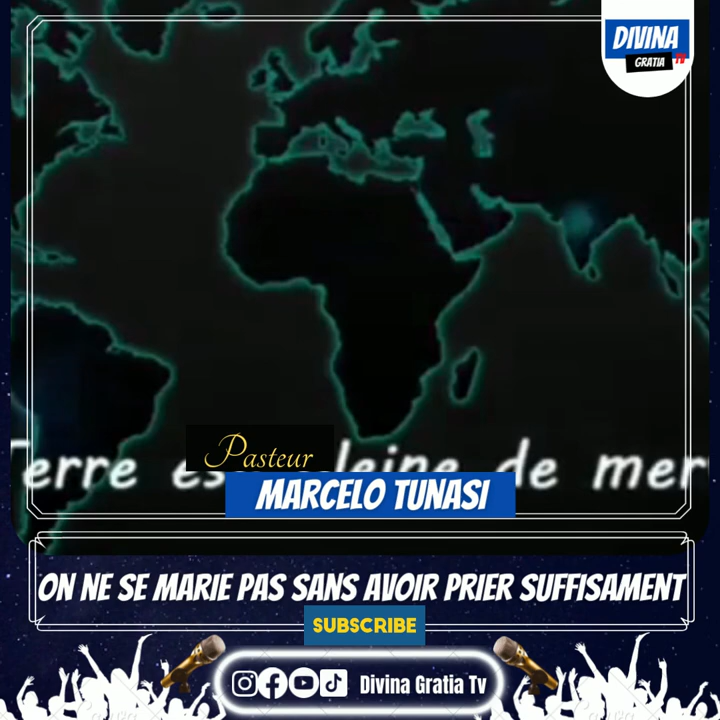 DIVINA
GRATIA TV
Pasteur
Terre es leine de mer
MARCELO TUNASI
ON NE SE MARIE PAS SANS AVOIR PRIER SUFFISAMENT
SUBSCRIBE
Divina Gratia Tv